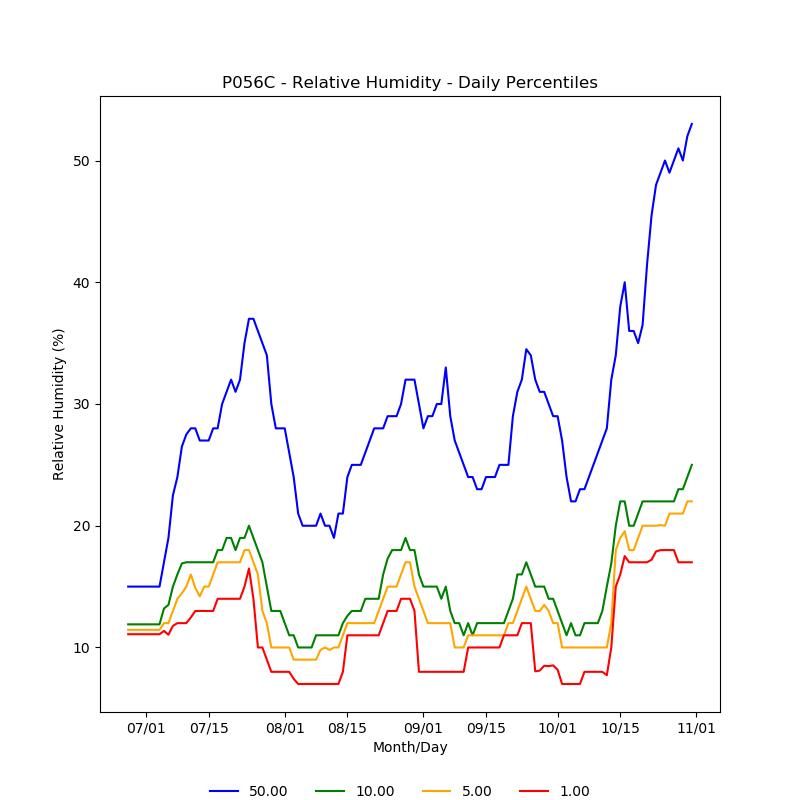 P056C - Relative Humidity - Daily Percentiles
Relative Humidity (%)
50
40
30
20
10
07/01 07/15 08/01 08/15 09/01 09/15 10/01 10/15 11/01
Month/Day
50.00 10.00 5.00 1.00